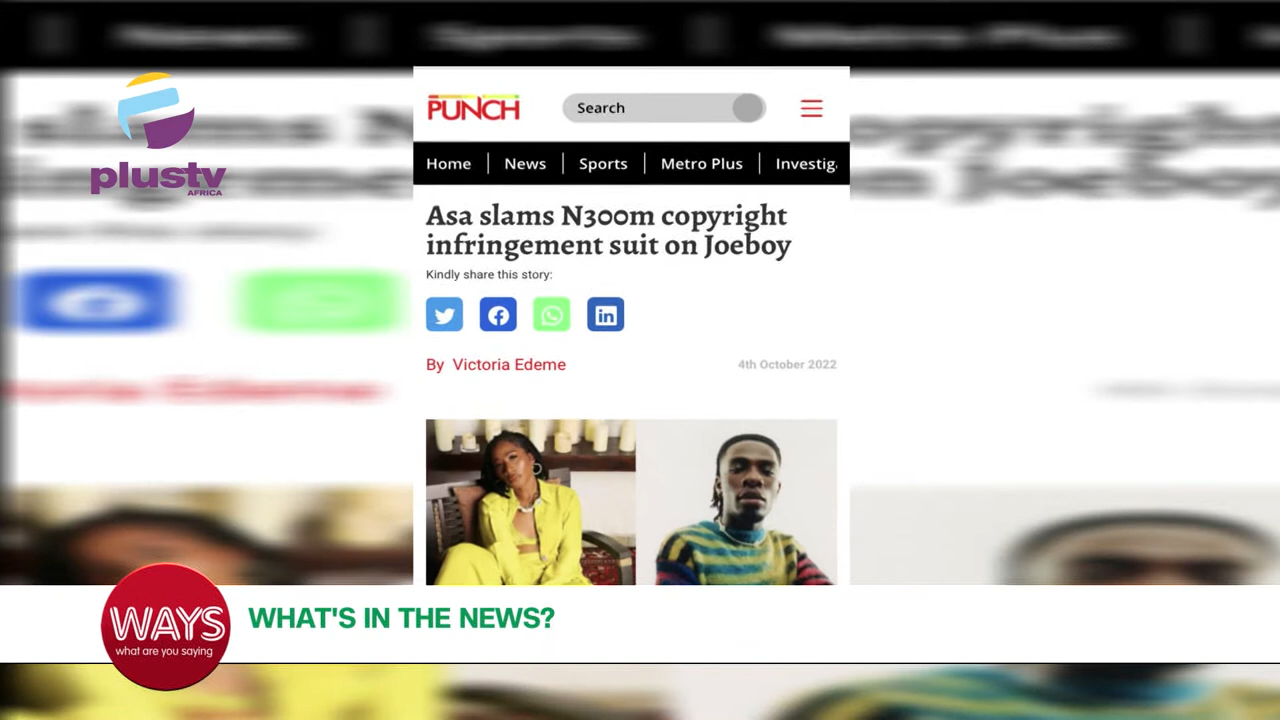 plustv
AFRICA
PUNCH
Search
Home
News
Sports
Metro Plus
Investig
Asa slams N300m copyright
infringement suit on Joeboy
Kindly share this story:
in
By Victoria Edeme
4th October 2022
WAYS
what are you saying
WHAT'S IN THE NEWS?